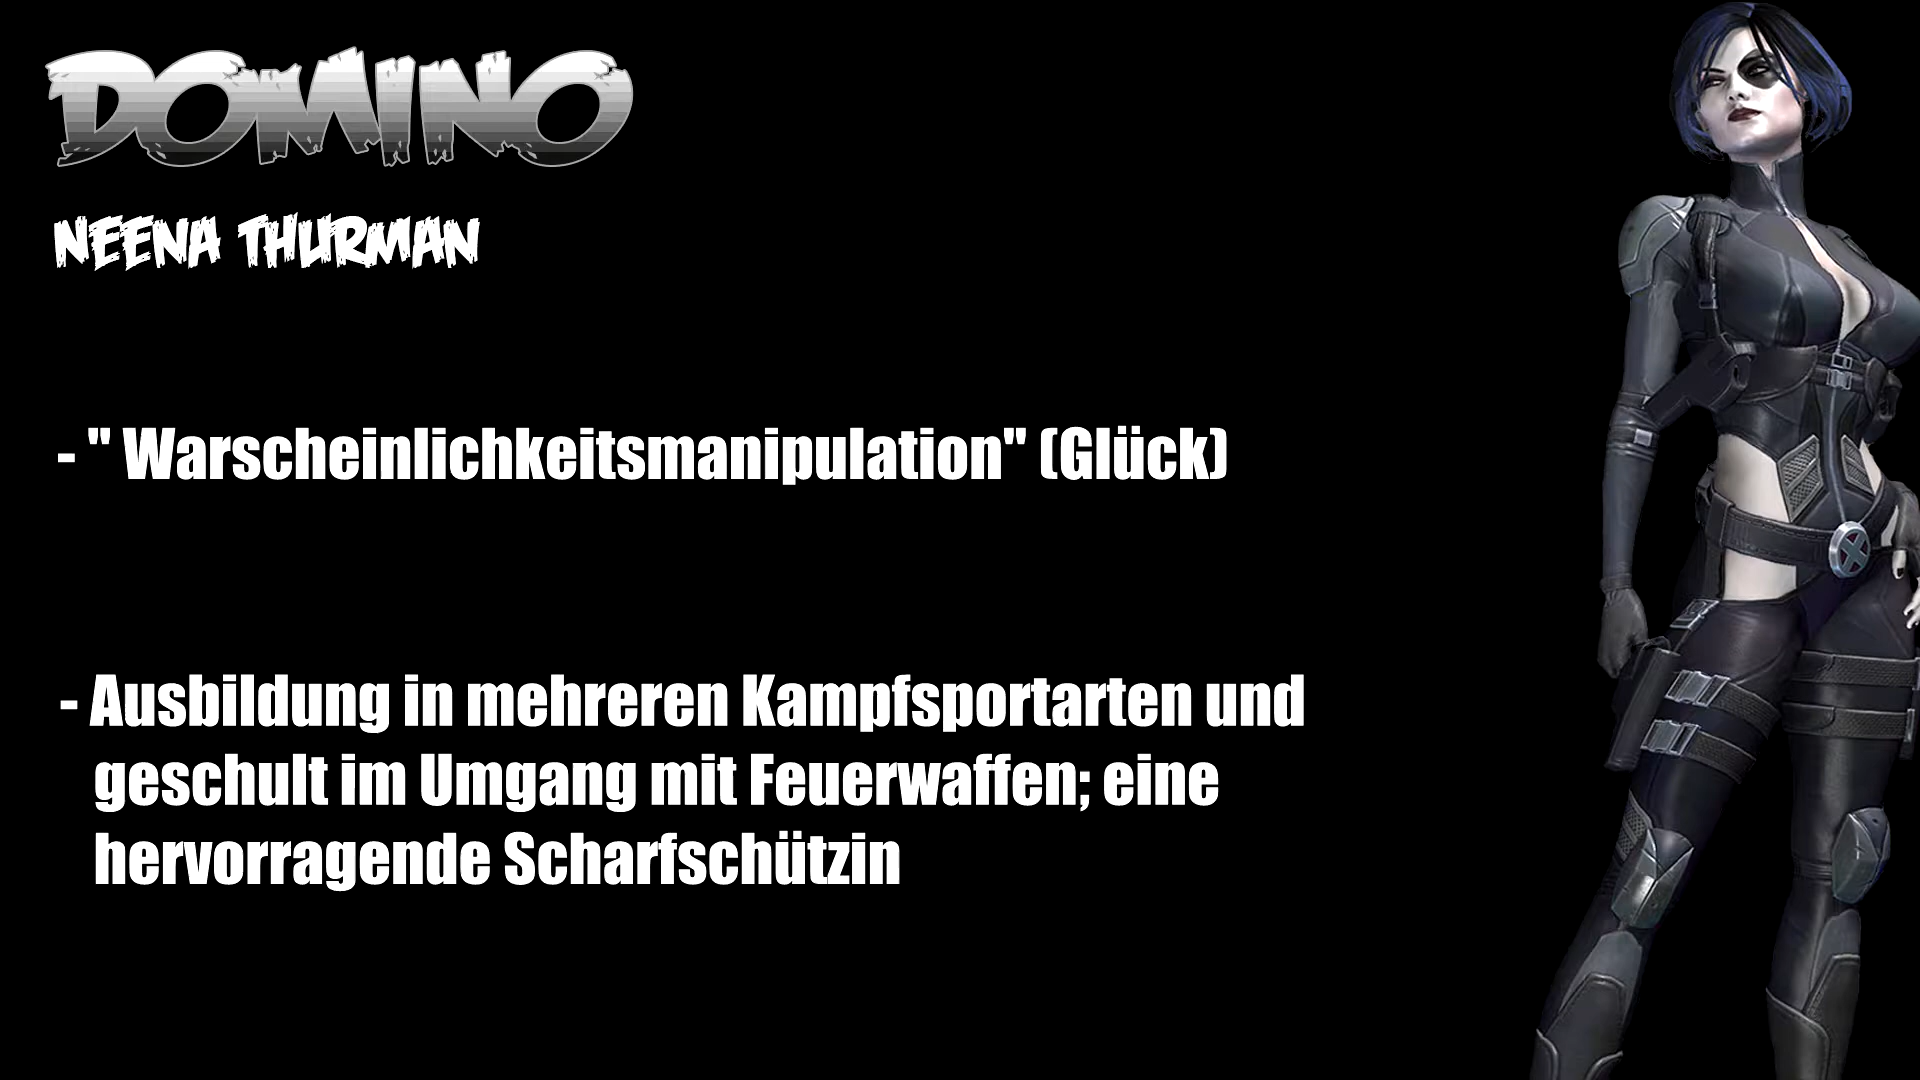 DOMINO
NEENA THURMAN
- " Warscheinlichkeitsmanipulation" (Glück)
- Ausbildung in mehreren Kampfsportarten und
geschult im Umgang mit Feuerwaffen; eine
hervorragende Scharfschützin